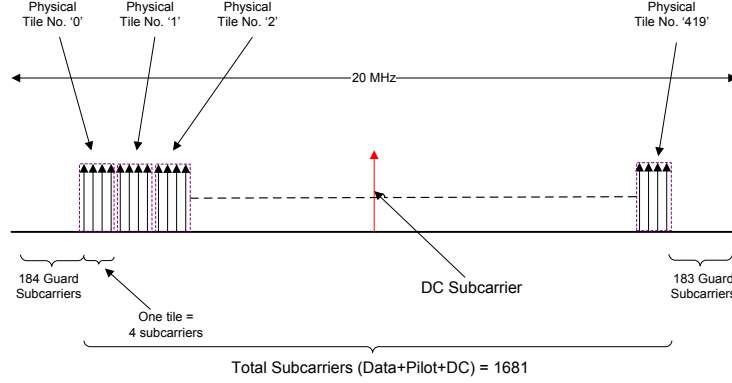 Physical
Tile No. ‘0’
Physical
Tile No. ‘1’
Physical
Tile No. ‘2’
Physical
Tile No. ‘419’
20 MHz
184 Guard
Subcarriers
One tile =
4 subcarriers
DC Subcarrier
183 Guard
Subcarriers
Total Subcarriers (Data+Pilot+DC) = 1681